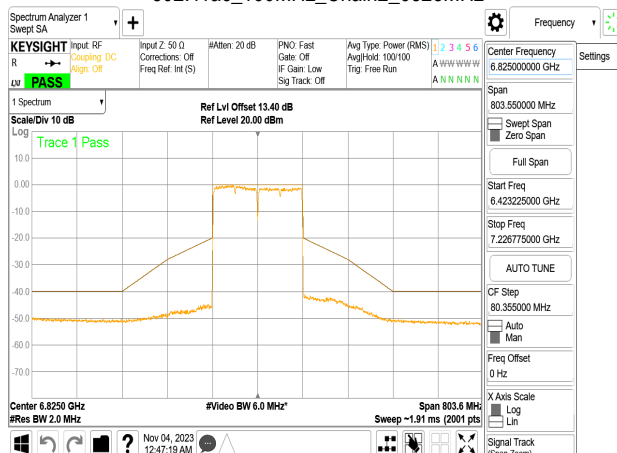 Spectrum Analyzer 1
Swept SA
Frequency
KEYSIGHT
R
PASS
Input: RF
Coupling: DC
Align: Off
Input Z: 50 Ω
Corrections: Off
Freq Ref: Int (S)
#Atten: 20 dB
PNO: Fast
Gate: Off
IF Gain: Low
Sig Track: Off
Avg Type: Power (RMS)
Avg|Hold: 100/100
Trig: Free Run
1 2 3 4 5 6
A W W W W W
A N N N N N
Settings
Center Frequency
6.825000000 GHz
Span
803.550000 MHz
Swept Span
Zero Span
Full Span
Start Freq
6.423225000 GHz
Stop Freq
7.226775000 GHz
AUTO TUNE
CF Step
80.355000 MHz
Auto
Man
Freq Offset
0 Hz
X Axis Scale
Log
Lin
Signal Track
1 Spectrum
Scale/Div 10 dB
Log
Ref Lvl Offset 13.40 dB
Ref Level 20.00 dBm
Trace 1 Pass
10.0
0.00
-10.0
-20.0
-30.0
-40.0
-50.0
-60.0
-70.0
Center 6.8250 GHz
#Res BW 2.0 MHz
#Video BW 6.0 MHz*
Span 803.6 MHz
Sweep ~1.91 ms (2001 pts)
?
Nov 04, 2023
12:47:19 AM